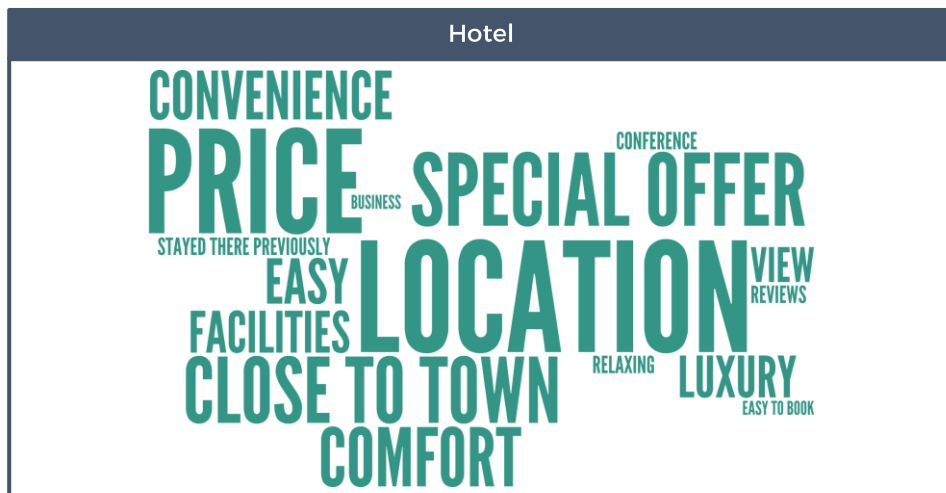 Hotel
CONVENIENCE
PRICE
CONFERENCE
SPECIAL OFFER
BUSINESS
STAYED THERE PREVIOUSLY
LOCATION
VIEW
EASY
REVIEWS
FACILITIES
RELAXING
LUXURY
CLOSE TO TOWN
EASY TO BOOK
COMFORT